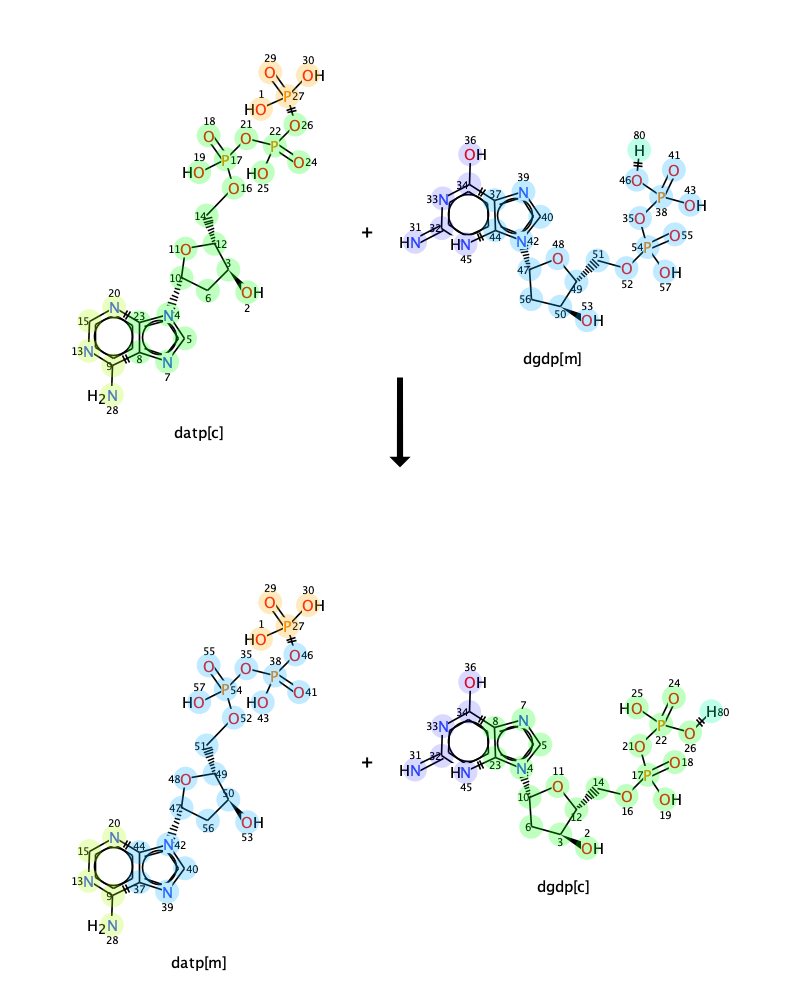 29 30
O OH
1
HO P 27
18 21 22 O 26
O O P
19 17 O 24
HO P HO
O 16 25
14
11 O 12
10 3
6 OH
20 2
N 23 N 4
15 5
13 N 8 N
9 7
H2N
28
datp[c]
+
36 80
OH H
34 39 46 O O 41
33 N 37 N P OH 43
31 32 40 35 O 38
HN HN 44 N 42 48 51 54 P O 55
45 47 O O OH
49 52 57
56 50 53
OH
dgdp[m]
29 30
O OH
1
HO P 27
55 35 38 O 46
O O P
57 54 O 41
HO P HO
O 52 43
51
48 O 49
47 50
56 OH
20 53
N 44 N 42
15 40
13 N 37 N
9 39
H2N
28
datp[m]
+
36 25 24
OH HO O H 80
34 7 P O
33 N 8 N 22 26
31 32 5 21 O
HN HN 23 N 4 11 14 17 P O 18
45 10 O O OH
12 16 19
6 3 2
OH
dgdp[c]